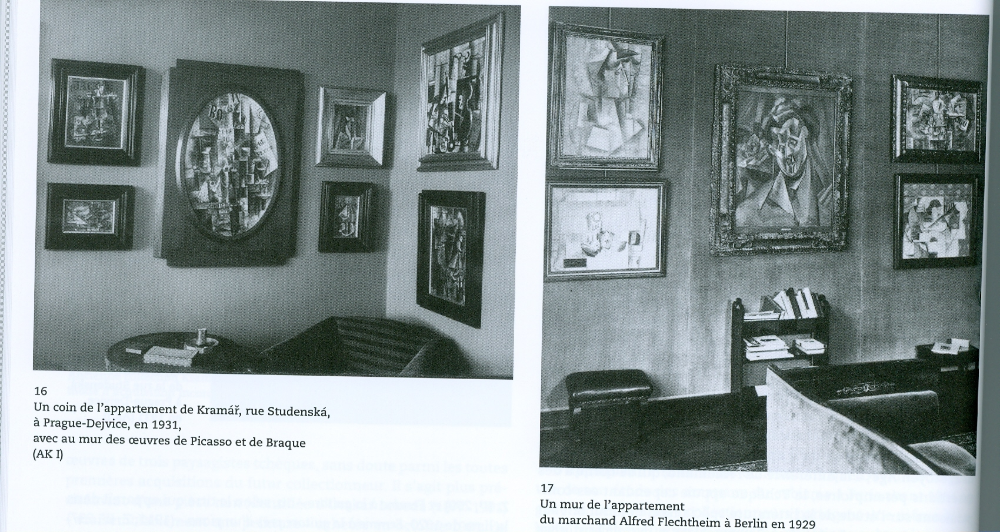 16
Un coin de l’appartement de Kramář, rue Studenská,
à Prague-Dejvice, en 1931,
avec au mur des œuvres de Picasso et de Braque
(AK I)
17
Un mur de l’appartement
du marchand Alfred Flechtheim à Berlin en 1929